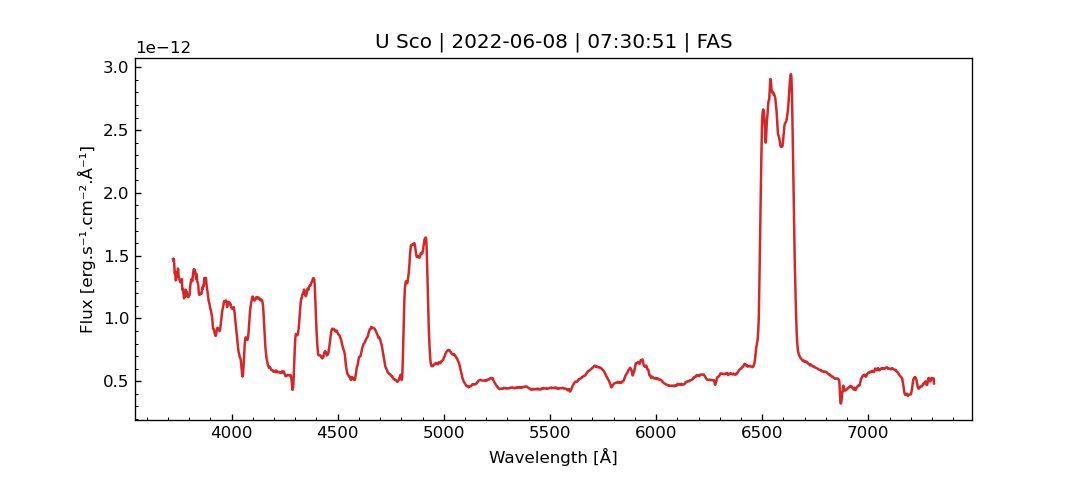 U Sco | 2022-06-08 | 07:30:51 | FAS
1e−12
3.0
2.5
2.0
1.5
1.0
0.5
Flux [erg.s⁻¹.cm⁻².Å⁻¹]
4000 4500 5000 5500 6000 6500 7000
Wavelength [Å]